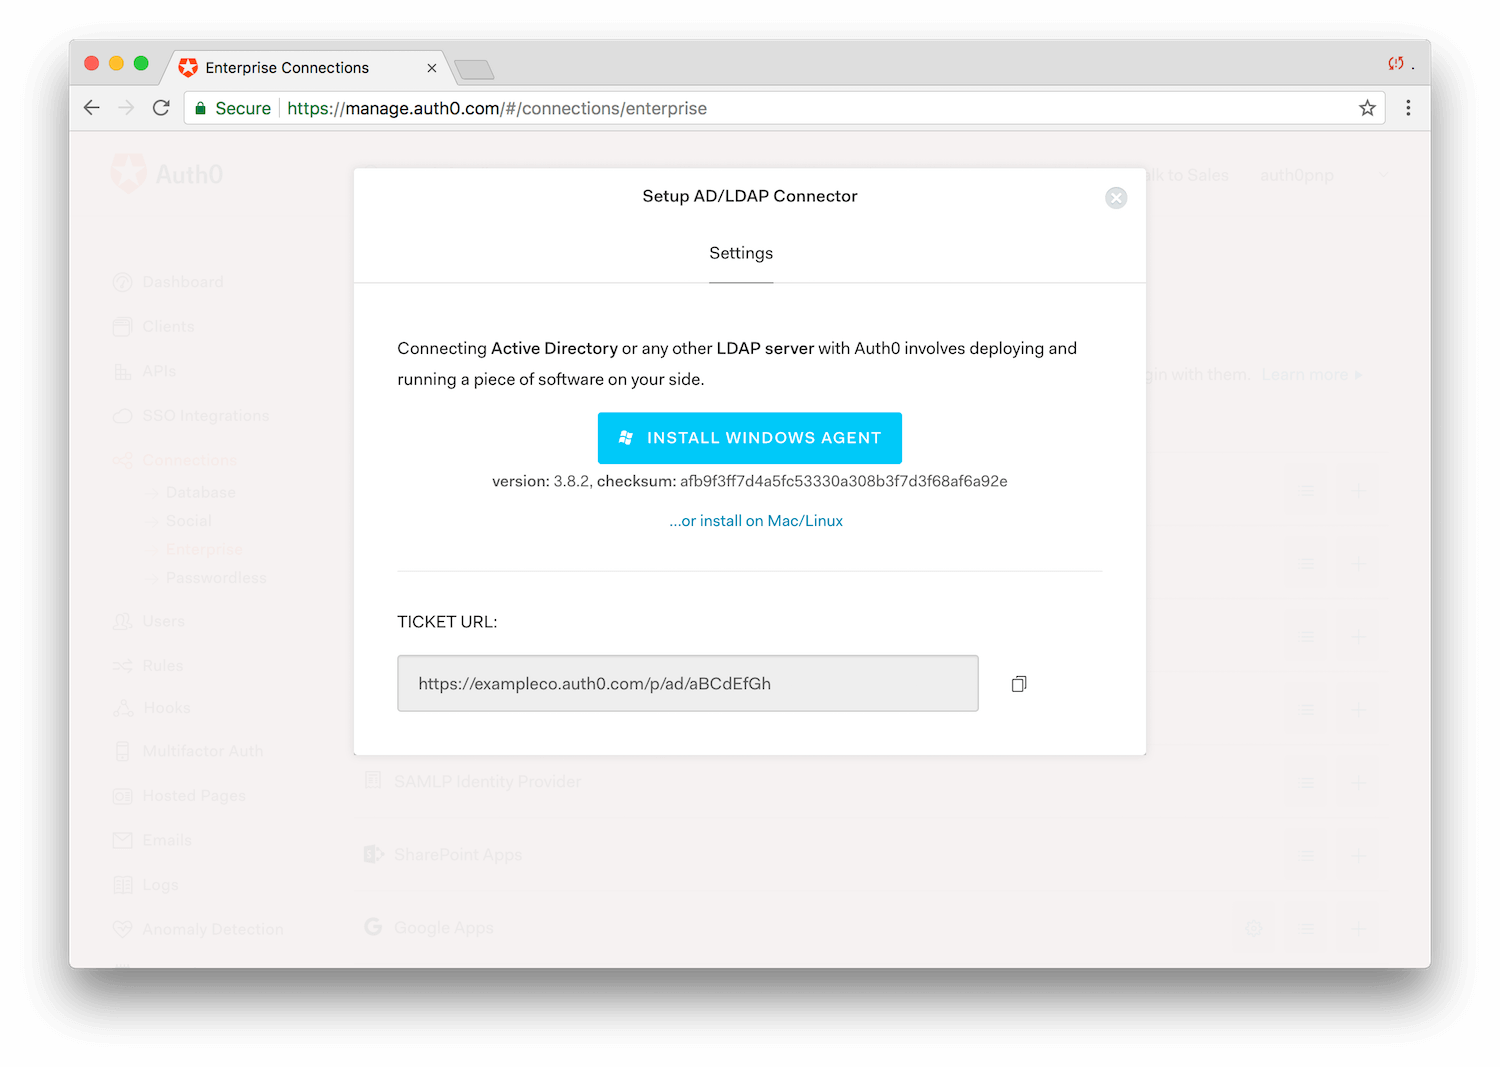 Enterprise Connections
Secure https://manage.auth0.com/#/connections/enterprise
Auth0
to Sales auth0pnp
Setup AD/LDAP Connector
Settings
Dashboard
Clients
APIs
SSO Integrations
Connections
Database
Social
Enterprise
Passwordless
Users
Rules
Hooks
Multifactor Auth
Hosted Pages
Emails
Logs
Anomaly Detection
Connecting Active Directory or any other LDAP server with Auth0 involves deploying and
running a piece of software on your side.
with them. Learn more
INSTALL WINDOWS AGENT
version: 3.8.2, checksum: afb9f3ff7d4a5fc53330a308b3f7d3f68af6a92e
...or install on Mac/Linux
TICKET URL:
https://exampleco.auth0.com/p/ad/aBCdEfGh
SAMLP Identity Provider
SharePoint Apps
Google Apps